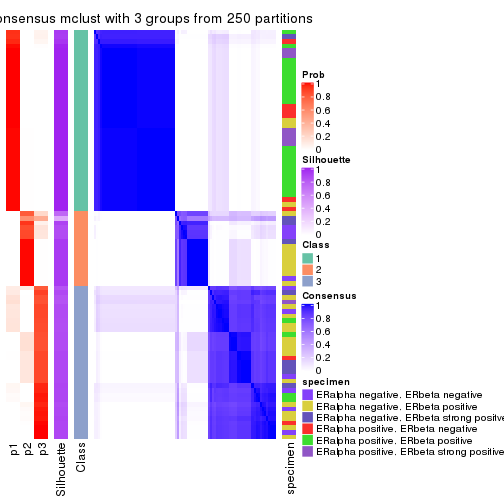 onsensus mclust with 3 groups from 250 partitions
Prob
1
0.8
0.6
0.4
0.2
0
Silhouette
1
0.8
0.6
0.4
0.2
0
Class
1
2
3
Consensus
1
0.8
0.6
0.4
0.2
0
specimen
ERalpha negative. ERbeta negative
ERalpha negative. ERbeta positive
ERalpha negative. ERbeta strong positive
ERalpha positive. ERbeta negative
ERalpha positive. ERbeta positive
ERalpha positive. ERbeta strong positive
p1
p2
p3
Silhouette
Class
specimen